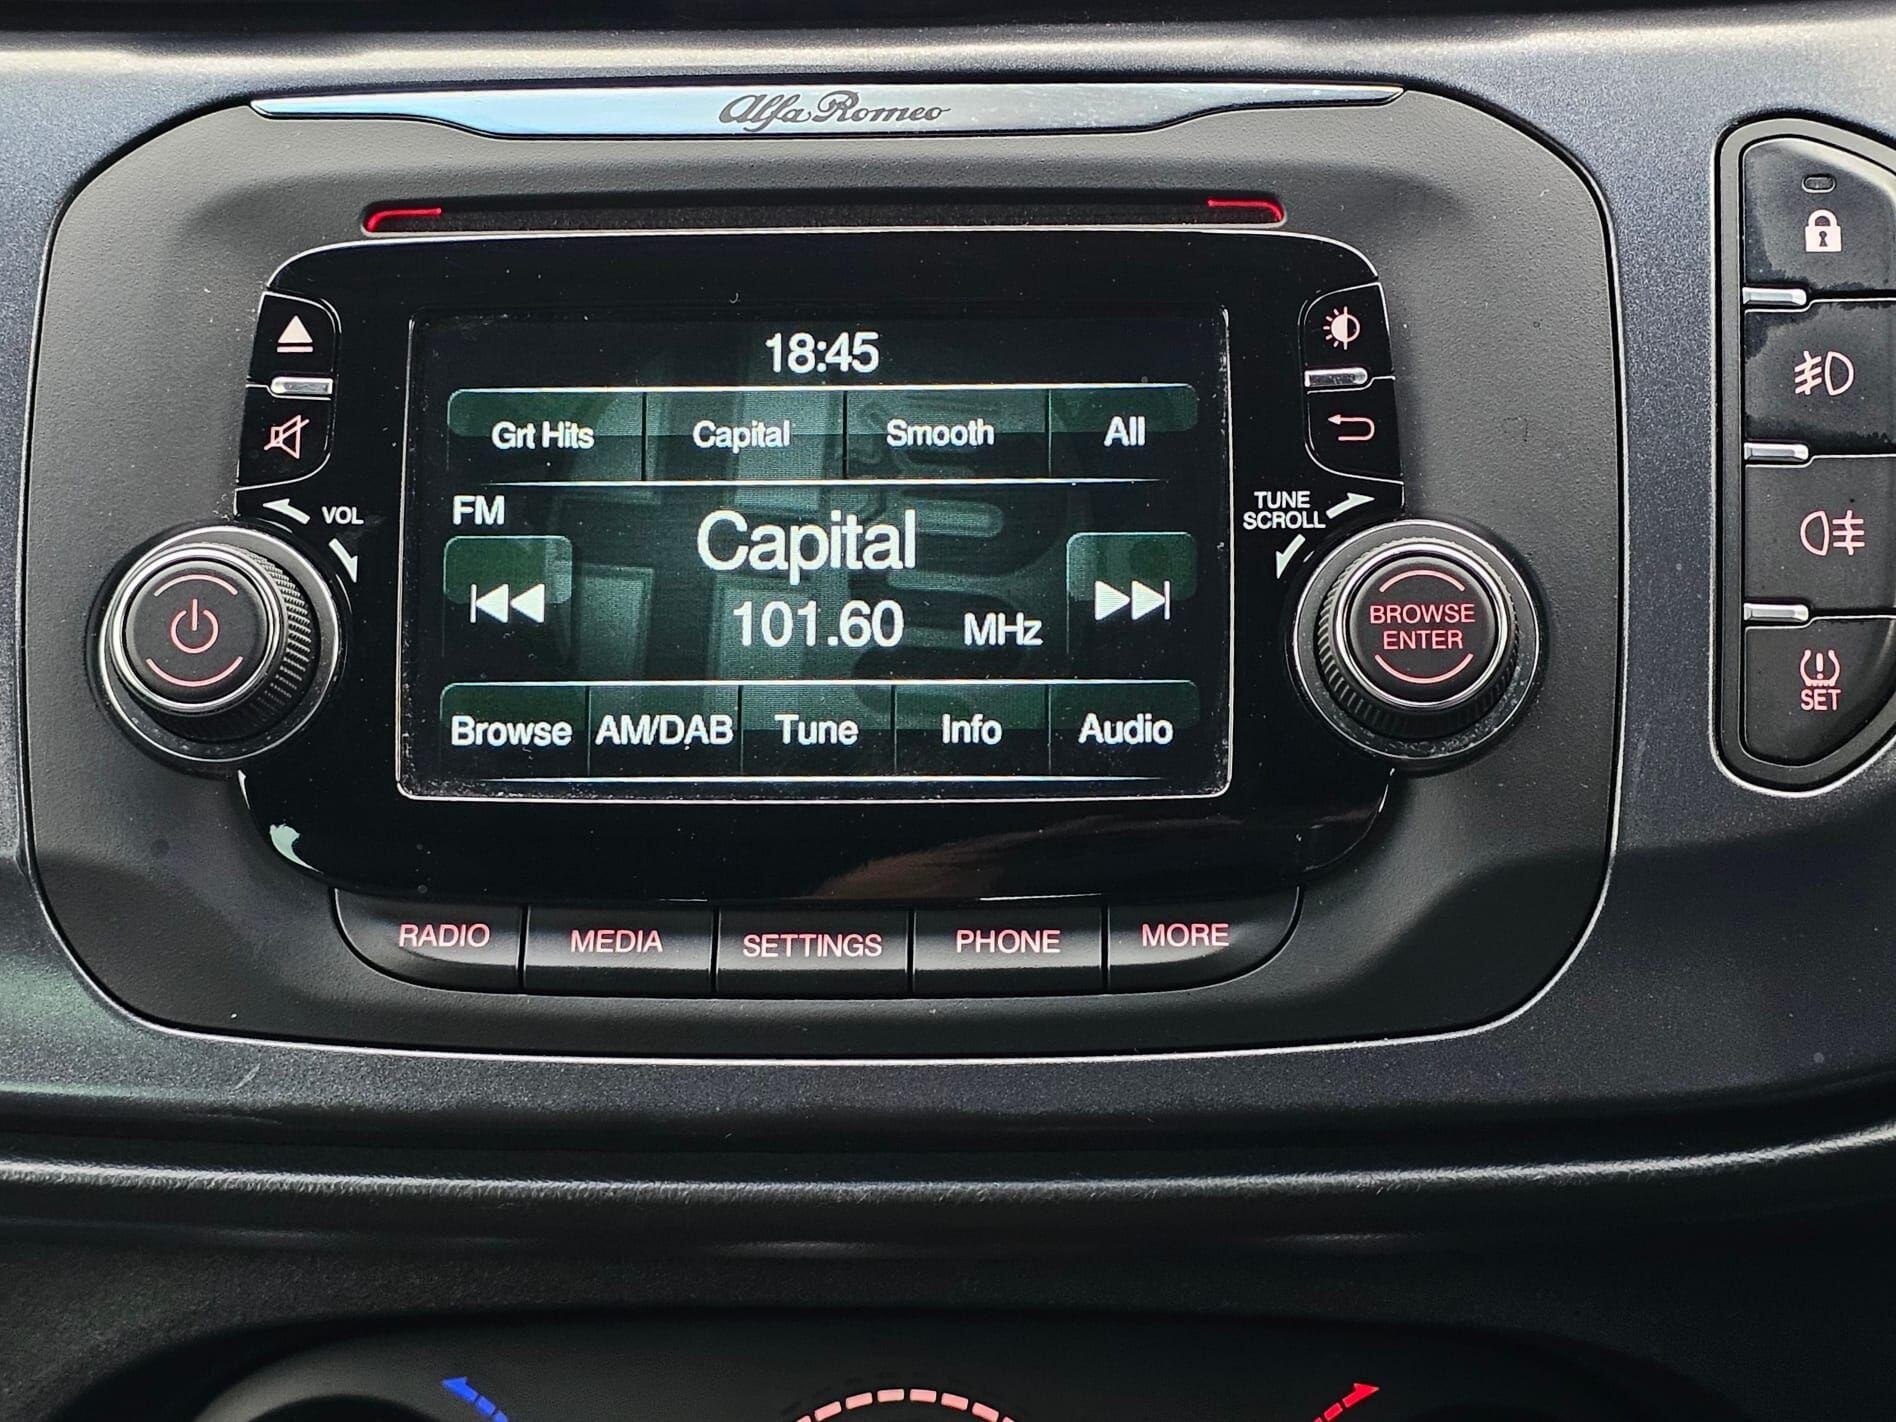 Alfa Romeo
18:45
Grt Hits Capital Smooth All
FM
Capital
101.60 MHz
Browse AM/DAB Tune Info Audio
VOL
TUNE
SCROLL
BROWSE
ENTER
SET
RADIO MEDIA SETTINGS PHONE MORE